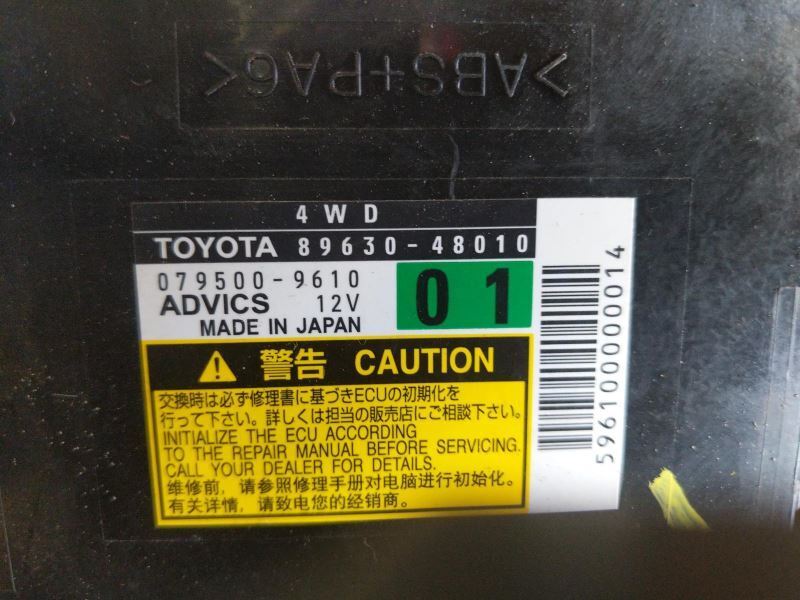 >ABS+PA6<
4WD
TOYOTA 89630-48010
079500-9610
01
ADVICS 12V
MADE IN JAPAN
警告 CAUTION
交換時は必ず修理書に基づきECUの初期化を
行って下さい。詳しくは担当の販売店にご相談下さい。
INITIALIZE THE ECU ACCORDING
TO THE REPAIR MANUAL BEFORE SERVICING.
CALL YOUR DEALER FOR DETAILS.
维修前，请参照修理手册对电脑进行初始化。
有关详情，请致电您的经销商。
596100000014